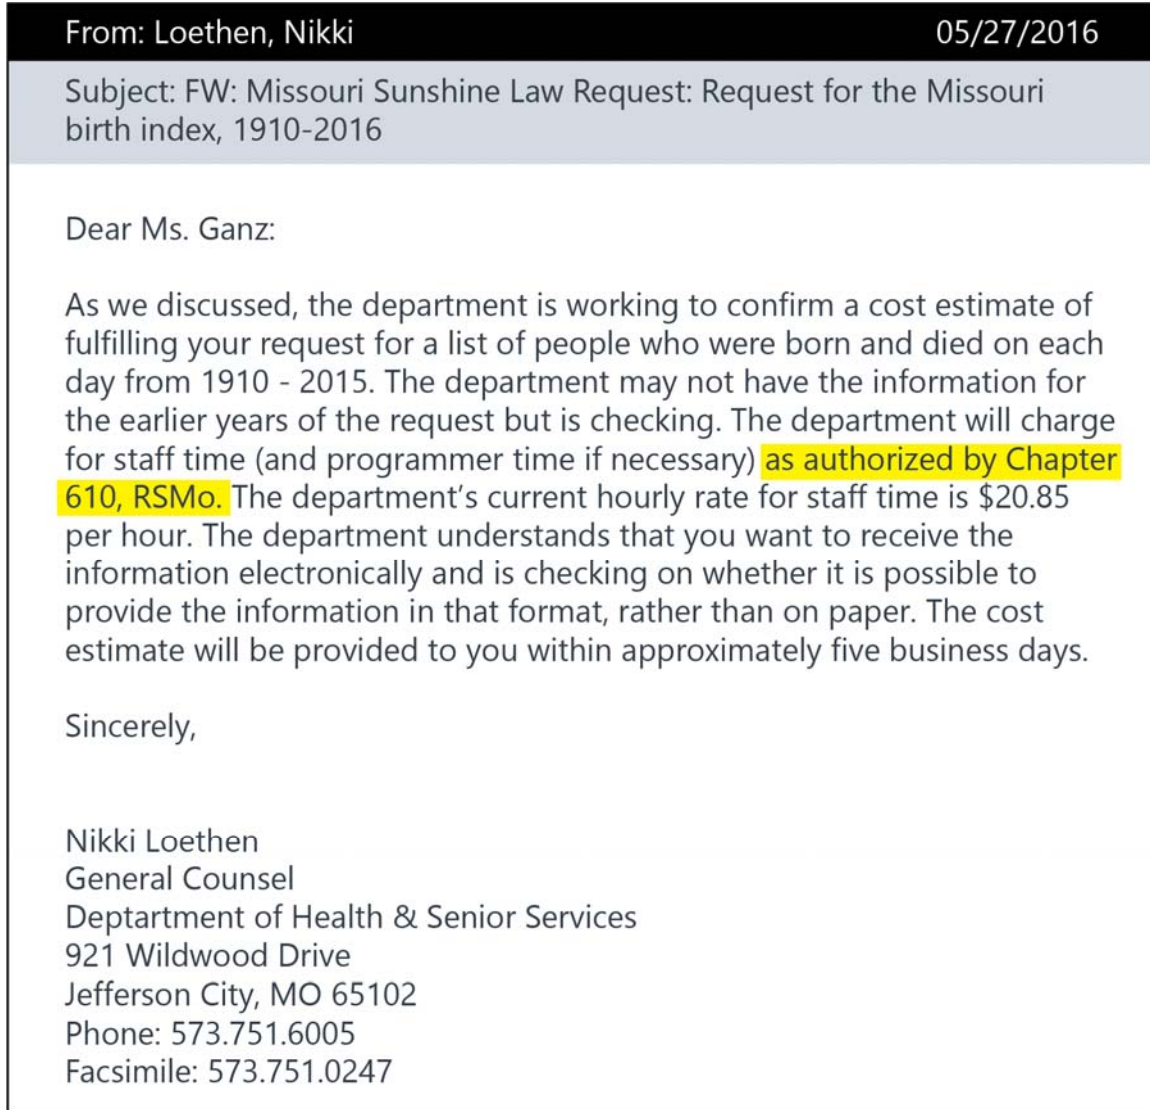 From: Loethen, Nikki 05/27/2016
Subject: FW: Missouri Sunshine Law Request: Request for the Missouri
birth index, 1910-2016
Dear Ms. Ganz:
As we discussed, the department is working to confirm a cost estimate of
fulfilling your request for a list of people who were born and died on each
day from 1910 - 2015. The department may not have the information for
the earlier years of the request but is checking. The department will charge
for staff time (and programmer time if necessary) as authorized by Chapter
610, RSMo. The department's current hourly rate for staff time is $20.85
per hour. The department understands that you want to receive the
information electronically and is checking on whether it is possible to
provide the information in that format, rather than on paper. The cost
estimate will be provided to you within approximately five business days.
Sincerely,
Nikki Loethen
General Counsel
Deptartment of Health & Senior Services
921 Wildwood Drive
Jefferson City, MO 65102
Phone: 573.751.6005
Facsimile: 573.751.0247